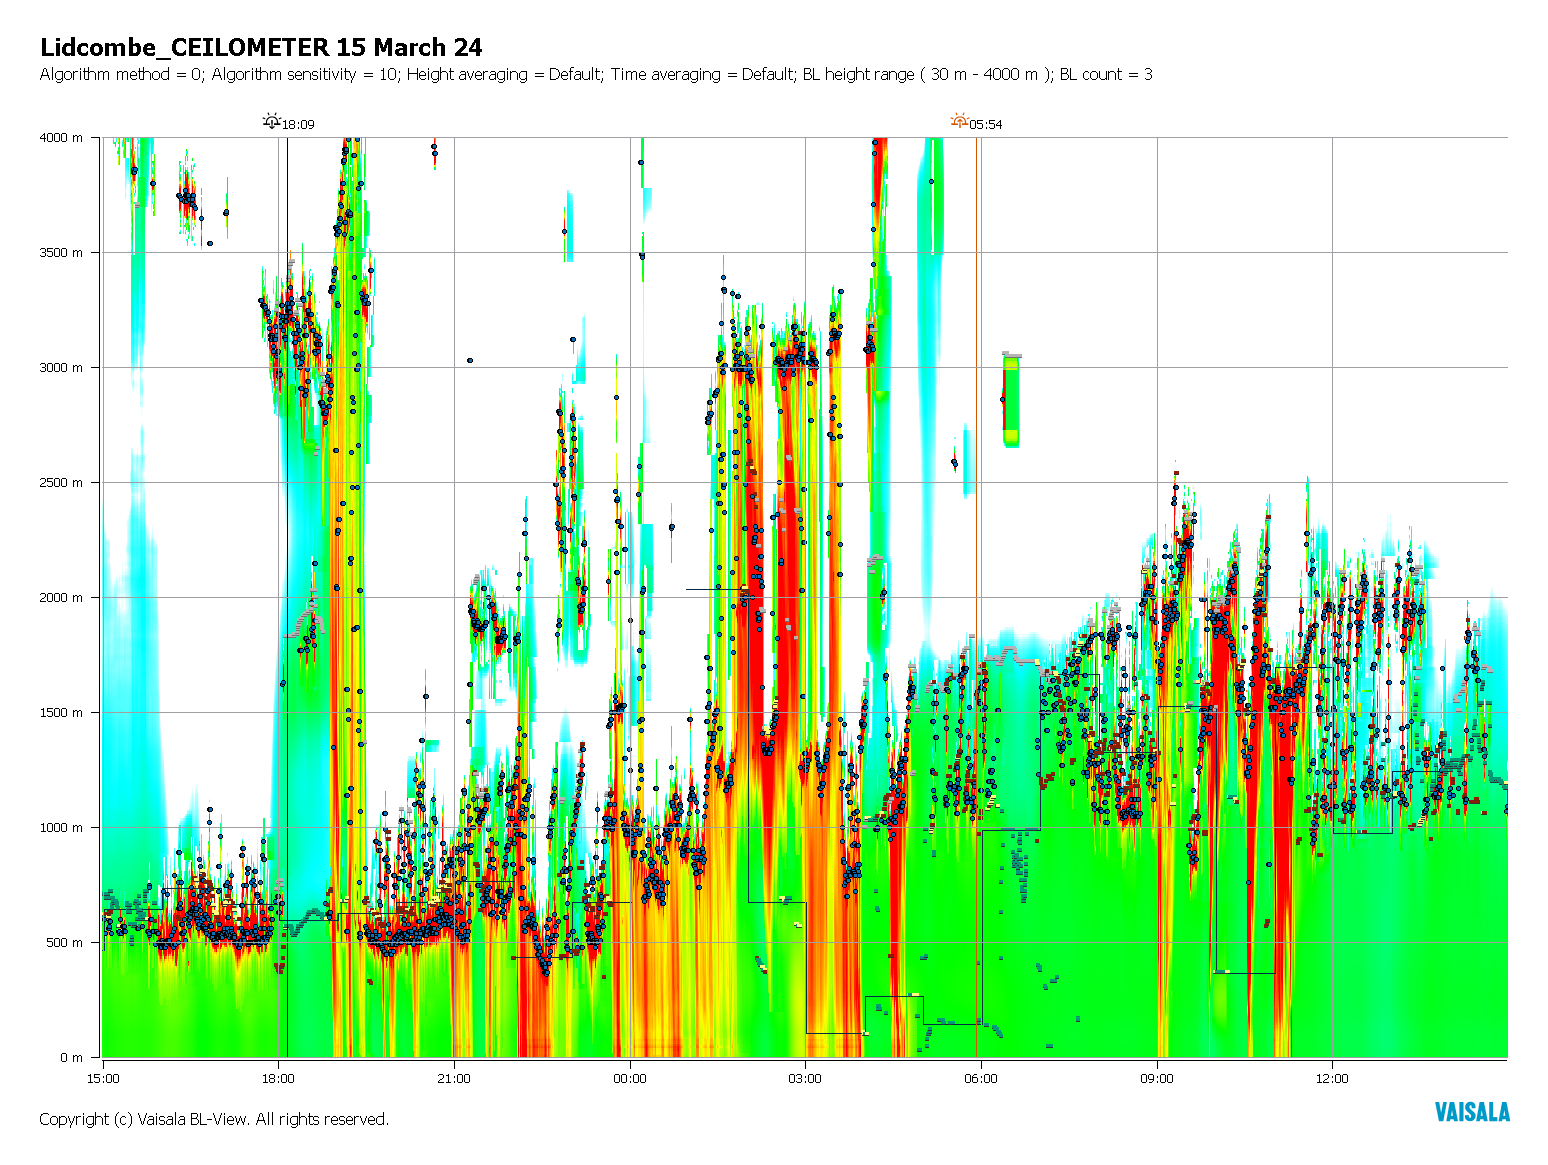 Lidcombe_CEILOMETER 15 March 24
Algorithm method = 0; Algorithm sensitivity = 10; Height averaging = Default; Time averaging = Default; BL height range ( 30 m - 4000 m ); BL count = 3
18:09
05:54
4000 m
3500 m
3000 m
2500 m
2000 m
1500 m
1000 m
500 m
0 m
15:00 18:00 21:00 00:00 03:00 06:00 09:00 12:00
Copyright (c) Vaisala BL-View. All rights reserved.
VAISALA